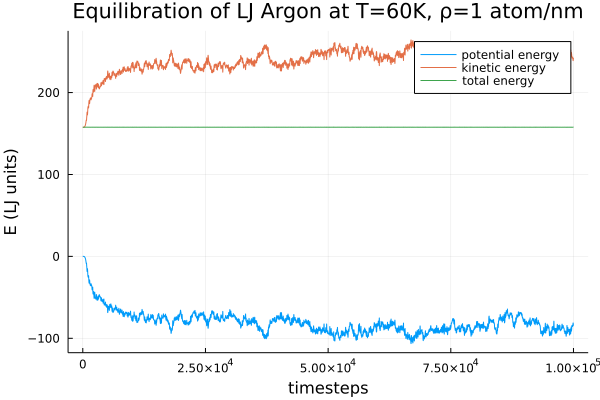 Equilibration of LJ Argon at T=60K, ρ=1 atom/nm
potential energy
kinetic energy
total energy
200
100
0
−100
E (LJ units)
0
2.50×10⁴
5.00×10⁴
7.50×10⁴
1.00×10⁵
timesteps